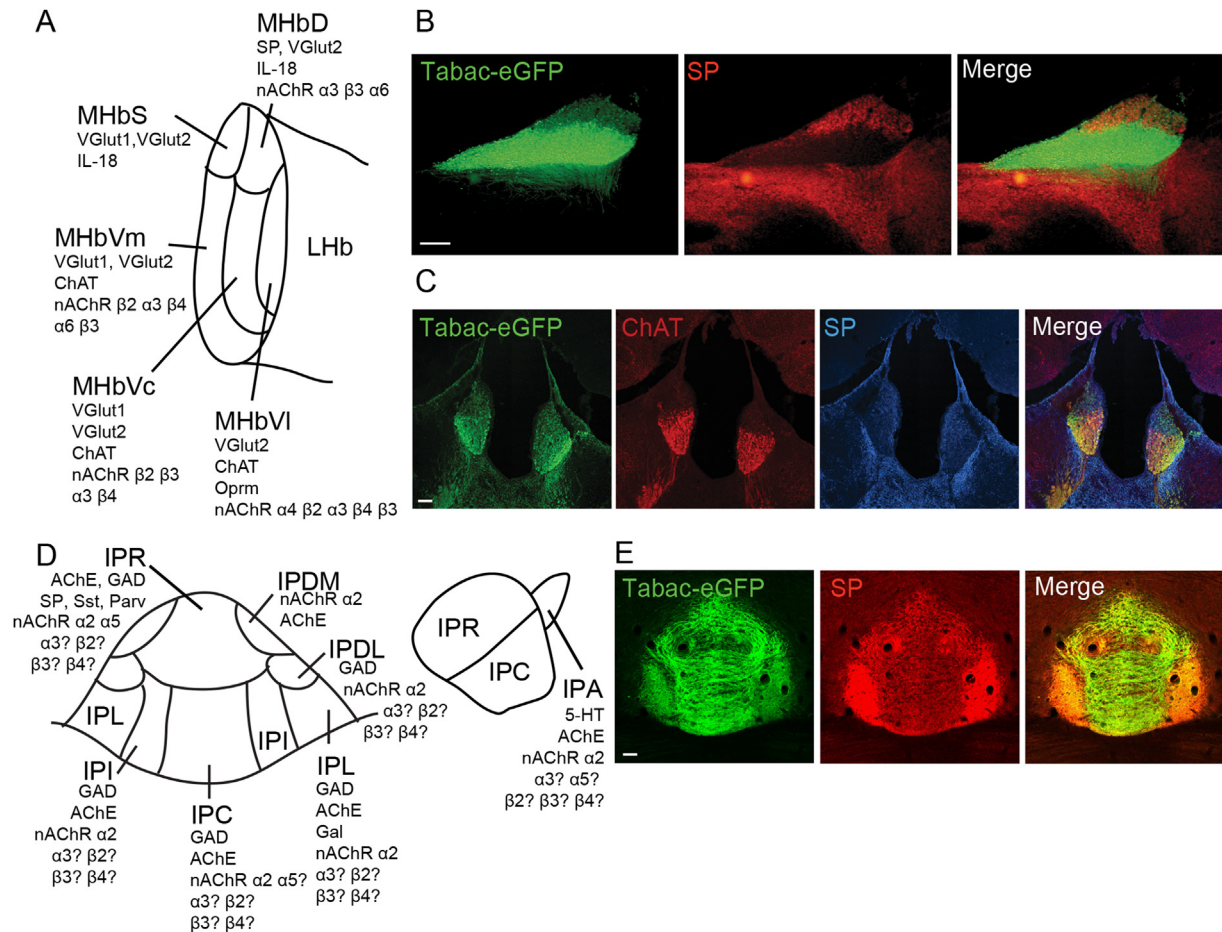 A
MHbD
SP, VGlut2
IL-18
nAChR α3 β3 α6
MHbS
VGlut1,VGlut2
IL-18
MHbVm
VGlut1, VGlut2
ChAT
nAChR β2 α3 β4
α6 β3
LHb
MHbVc
VGlut1
VGlut2
ChAT
nAChR β2 β3
α3 β4
MHbVl
VGlut2
ChAT
Oprm
nAChR α4 β2 α3 β4 β3
B
Tabac-eGFP
SP
Merge
C
Tabac-eGFP
ChAT
SP
Merge
D
IPR
AChE, GAD
SP, Sst, Parv
nAChR α2 α5
α3? β2?
β3? β4?
IPDM
nAChR α2
AChE
IPDL
GAD
nAChR α2
α3? β2?
β3? β4?
IPL
IPI
IPI
GAD
AChE
nAChR α2
α3? β2?
β3? β4?
IPC
GAD
AChE
nAChR α2 α5?
α3? β2?
β3? β4?
IPL
GAD
AChE
Gal
nAChR α2
α3? β2?
β3? β4?
IPR
IPC
IPA
5-HT
AChE
nAChR α2
α3? α5?
β2? β3? β4?
E
Tabac-eGFP
SP
Merge